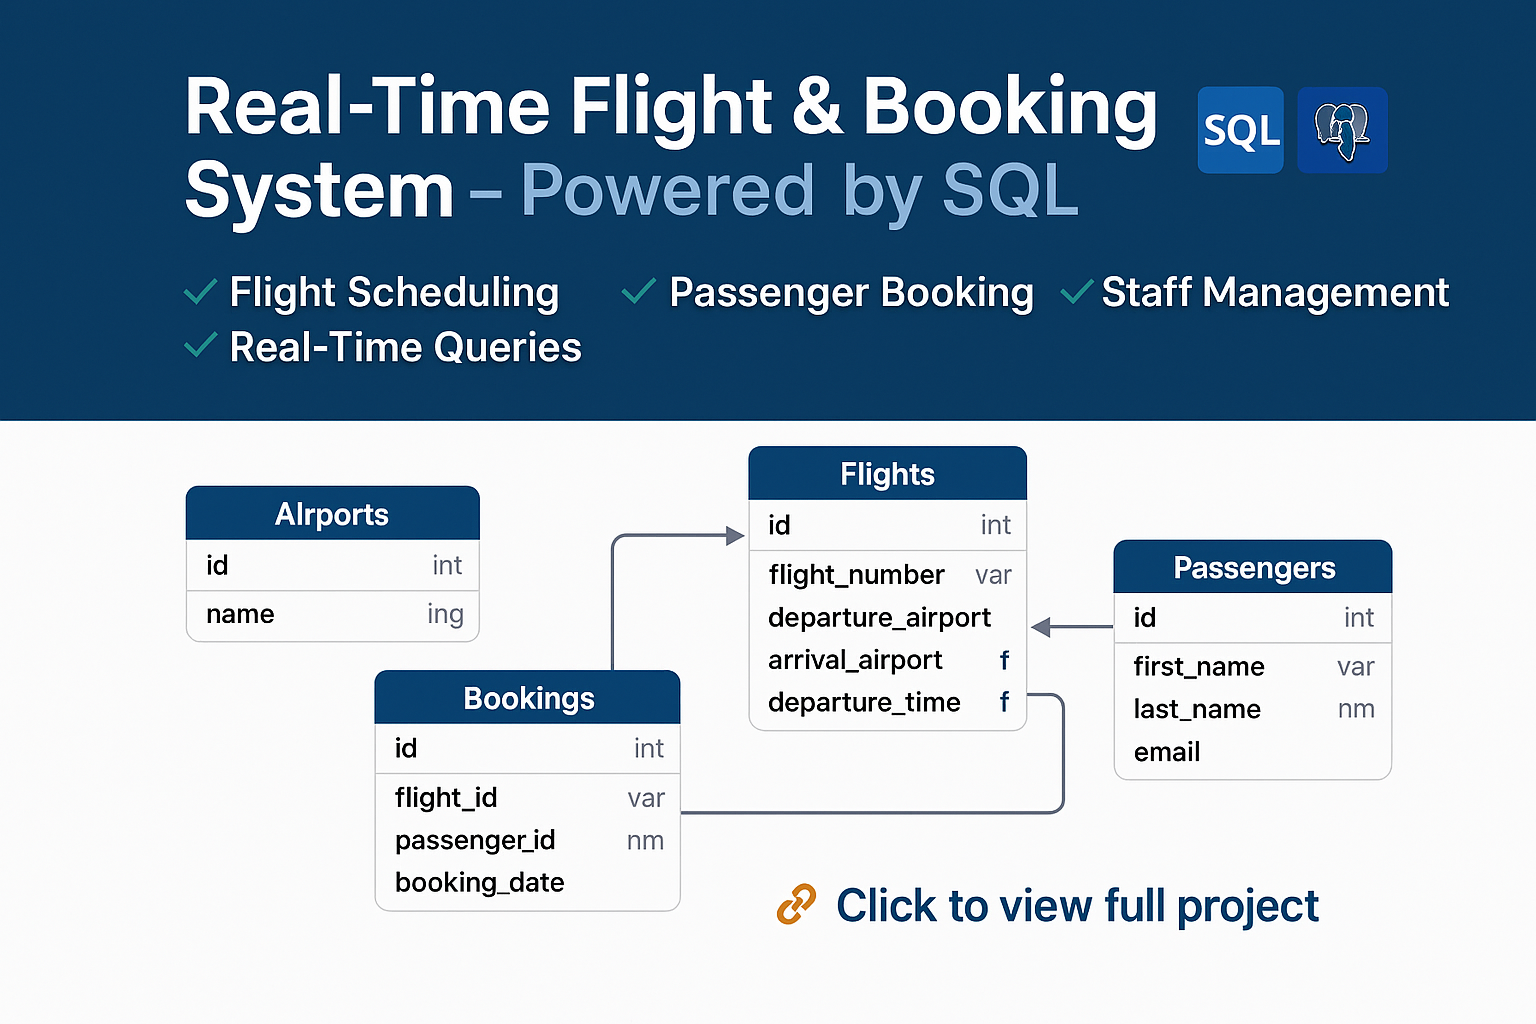 Real-Time Flight & Booking
System – Powered by SQL
SQL
✓ Flight Scheduling ✓ Passenger Booking ✓ Staff Management
✓ Real-Time Queries
AIrports
id int
name ing
Flights
id int
flight_number var
departure_airport
arrival_airport f
departure_time f
Passengers
id int
first_name var
last_name nm
email
Bookings
id int
flight_id var
passenger_id nm
booking_date
Click to view full project